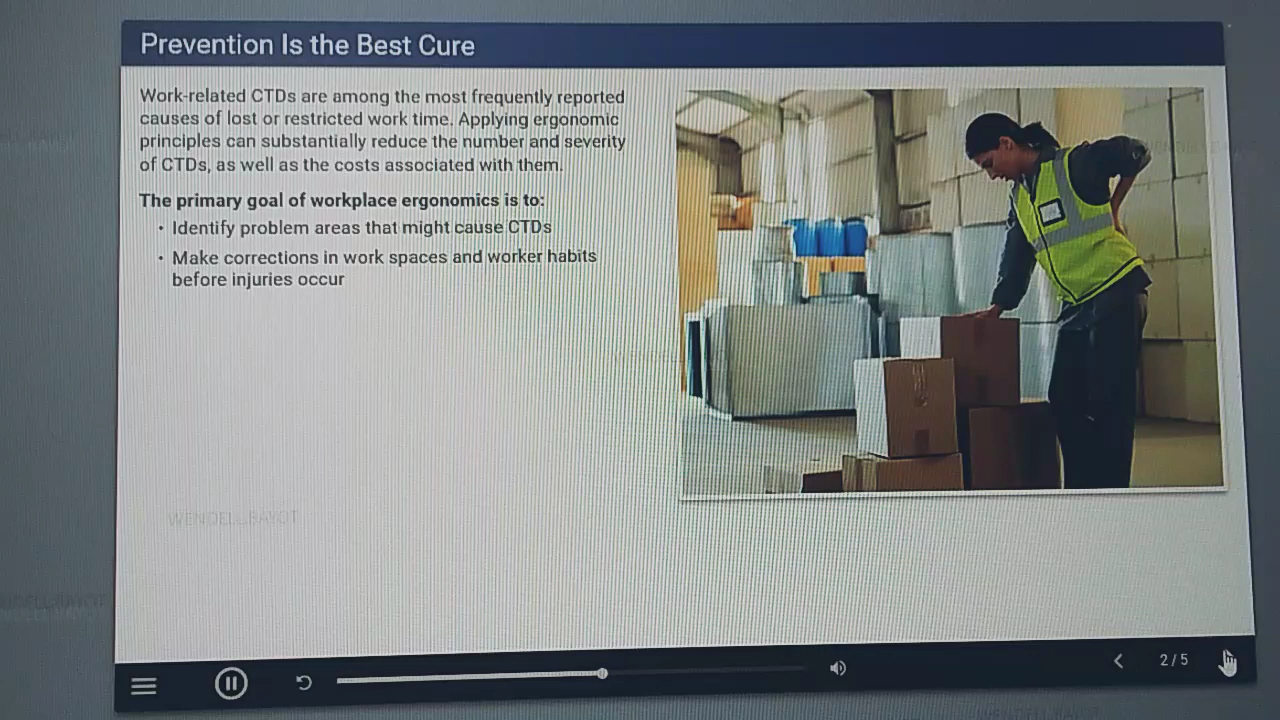 Prevention Is the Best Cure
Work-related CTDs are among the most frequently reported
causes of lost or restricted work time. Applying ergonomic
principles can substantially reduce the number and severity
of CTDs, as well as the costs associated with them.
The primary goal of workplace ergonomics is to:
• Identify problem areas that might cause CTDs
• Make corrections in work spaces and worker habits
before injuries occur
WENDELL.BAYOT
2 / 5